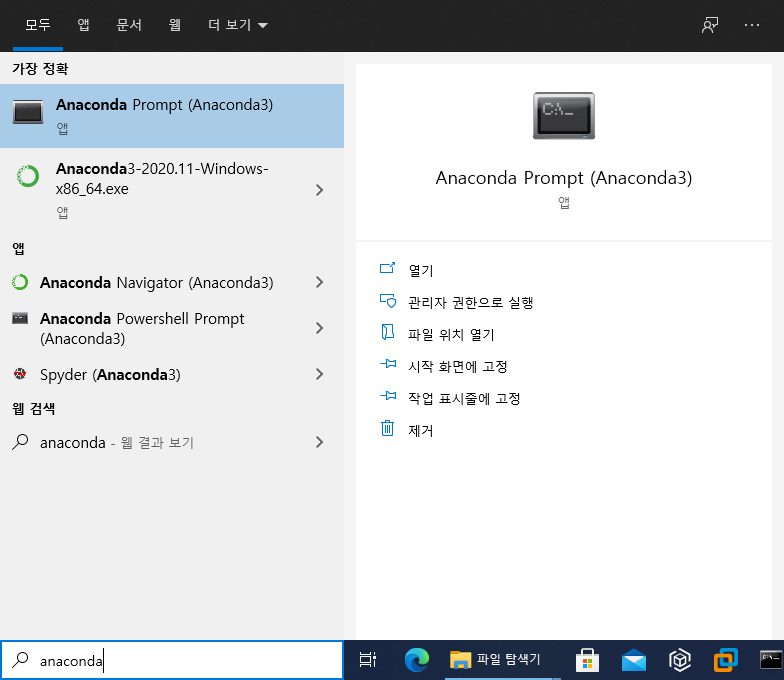 모두 앱 문서 웹 더 보기
가장 정확
Anaconda Prompt (Anaconda3)
앱
Anaconda3-2020.11-Windows-
x86_64.exe
앱
앱
Anaconda Navigator (Anaconda3)
Anaconda Powershell Prompt
(Anaconda3)
Spyder (Anaconda3)
웹 검색
anaconda - 웹 결과 보기
C:\_
Anaconda Prompt (Anaconda3)
앱
열기
관리자 권한으로 실행
파일 위치 열기
시작 화면에 고정
작업 표시줄에 고정
제거
anaconda
파일 탐색기